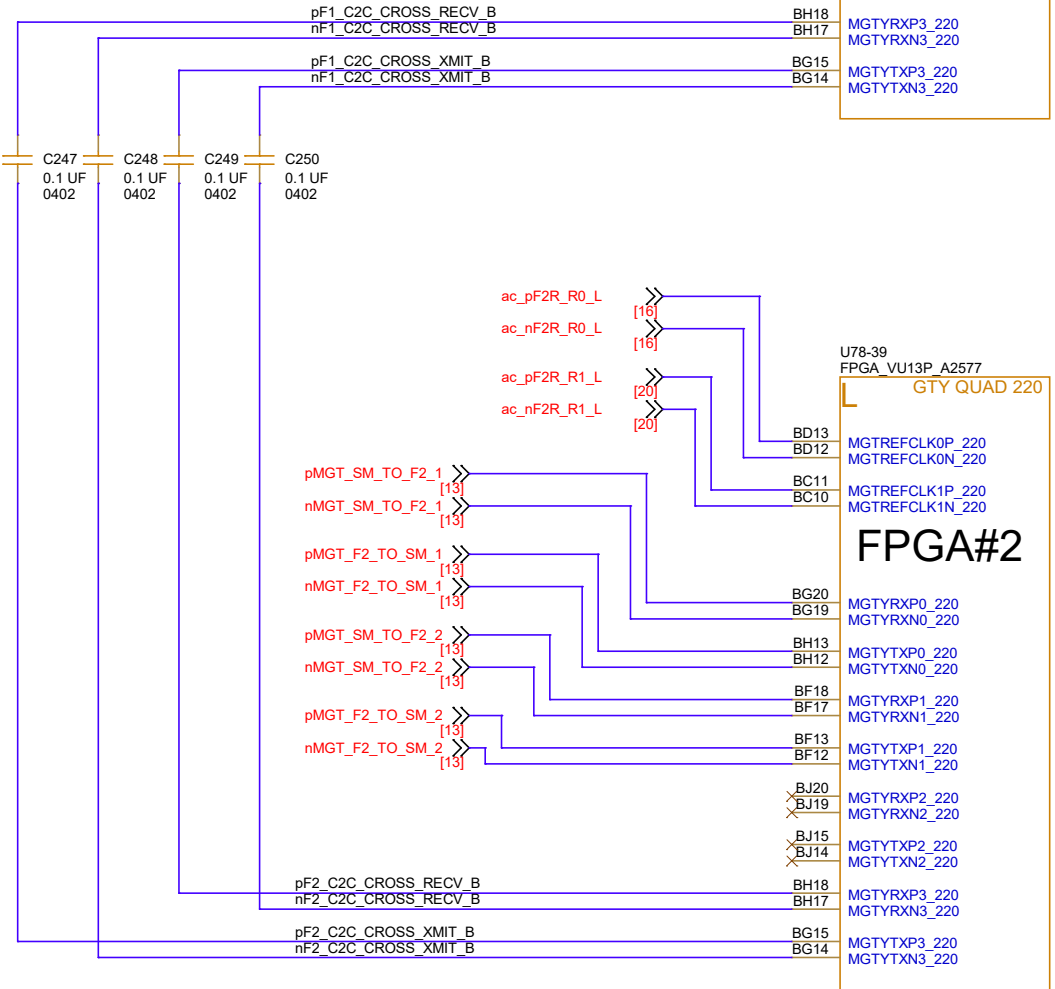 pF1_C2C_CROSS_RECV_B
nF1_C2C_CROSS_RECV_B
BH18
BH17
MGTYRXP3_220
MGTYRXN3_220
pF1_C2C_CROSS_XMIT_B
nF1_C2C_CROSS_XMIT_B
BG15
BG14
MGTYTXP3_220
MGTYTXN3_220
C247
0.1 UF
0402
C248
0.1 UF
0402
C249
0.1 UF
0402
C250
0.1 UF
0402
ac_pF2R_R0_L
[16]
ac_nF2R_R0_L
[16]
ac_pF2R_R1_L
[20]
ac_nF2R_R1_L
[20]
U78-39
FPGA_VU13P_A2577
L
GTY QUAD 220
BD13
BD12
MGTREFCLK0P_220
MGTREFCLK0N_220
BC11
BC10
MGTREFCLK1P_220
MGTREFCLK1N_220
FPGA#2
pMGT_SM_TO_F2_1
[13]
nMGT_SM_TO_F2_1
[13]
pMGT_F2_TO_SM_1
[13]
nMGT_F2_TO_SM_1
[13]
pMGT_SM_TO_F2_2
[13]
nMGT_SM_TO_F2_2
[13]
pMGT_F2_TO_SM_2
[13]
nMGT_F2_TO_SM_2
[13]
BG20
BG19
MGTYRXP0_220
MGTYRXN0_220
BH13
BH12
MGTYTXP0_220
MGTYTXN0_220
BF18
BF17
MGTYRXP1_220
MGTYRXN1_220
BF13
BF12
MGTYTXP1_220
MGTYTXN1_220
BJ20
BJ19
MGTYRXP2_220
MGTYRXN2_220
BJ15
BJ14
MGTYTXP2_220
MGTYTXN2_220
pF2_C2C_CROSS_RECV_B
nF2_C2C_CROSS_RECV_B
BH18
BH17
MGTYRXP3_220
MGTYRXN3_220
pF2_C2C_CROSS_XMIT_B
nF2_C2C_CROSS_XMIT_B
BG15
BG14
MGTYTXP3_220
MGTYTXN3_220